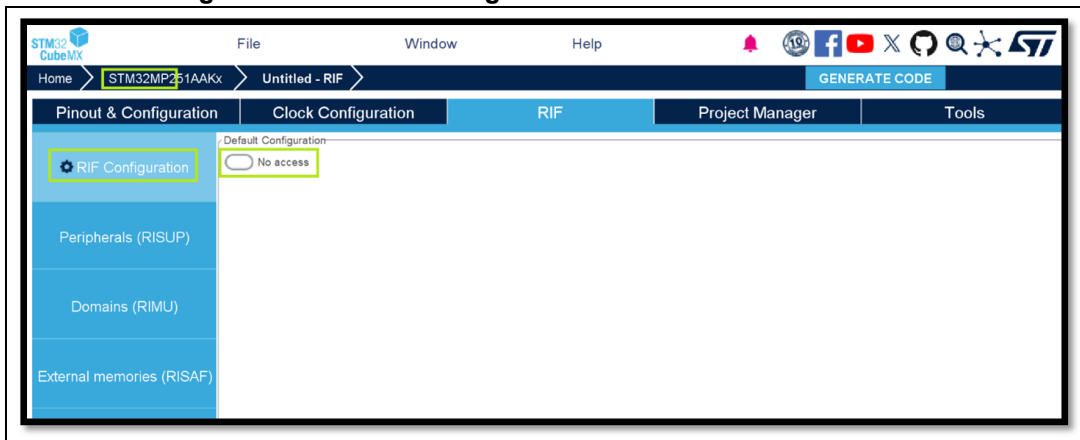 STM32
CubeMX
File
Window
Help
10
Home
STM32MP251AAKx
Untitled - RIF
GENERATE CODE
Pinout & Configuration
Clock Configuration
RIF
Project Manager
Tools
RIF Configuration
Default Configuration
No access
Peripherals (RISUP)
Domains (RIMU)
External memories (RISAF)